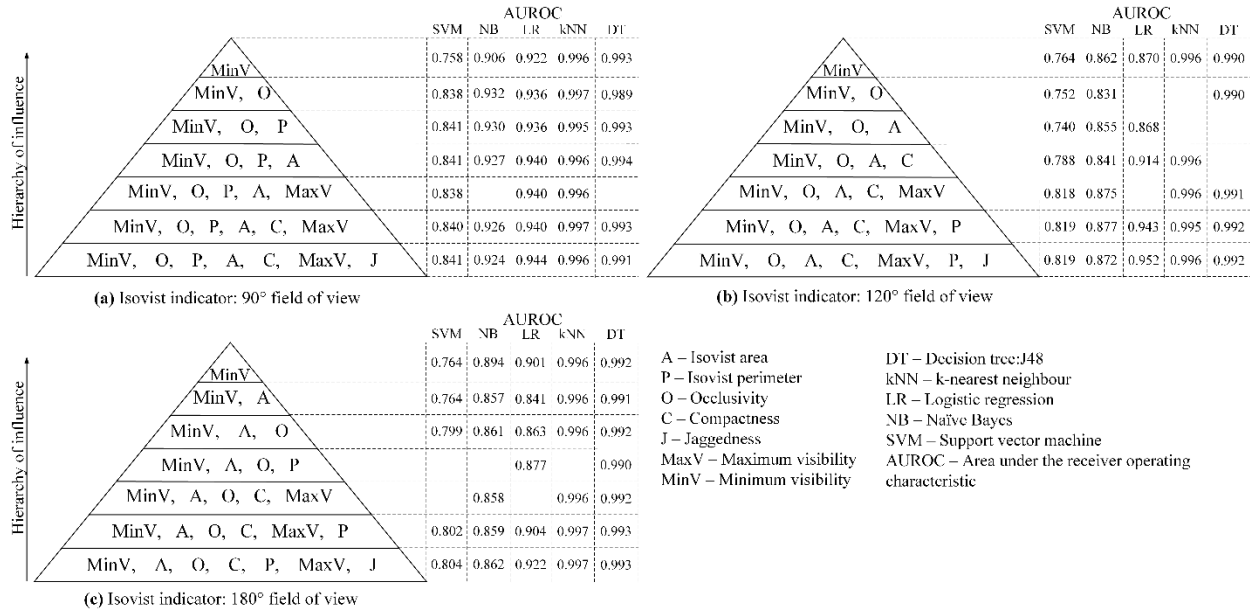 AUROC
SVM NB LR kNN DT
MinV 0.758 0.906 0.922 0.996 0.993
MinV, O 0.838 0.932 0.936 0.997 0.989
MinV, O, P 0.841 0.930 0.936 0.995 0.993
MinV, O, P, A 0.841 0.927 0.940 0.996 0.994
MinV, O, P, A, MaxV 0.838 0.940 0.996
MinV, O, P, A, C, MaxV 0.840 0.926 0.940 0.997 0.993
MinV, O, P, A, C, MaxV, J 0.841 0.924 0.944 0.996 0.991
Hierarchy of influence
(a) Isovist indicator: 90° field of view
AUROC
SVM NB LR kNN DT
MinV 0.764 0.862 0.870 0.996 0.990
MinV, O 0.752 0.831 0.990
MinV, O, A 0.740 0.855 0.868
MinV, O, A, C 0.788 0.841 0.914 0.996
MinV, O, A, C, MaxV 0.818 0.875 0.996 0.991
MinV, O, A, C, MaxV, P 0.819 0.877 0.943 0.995 0.992
MinV, O, A, C, MaxV, P, J 0.819 0.872 0.952 0.996 0.992
(b) Isovist indicator: 120° field of view
AUROC
SVM NB LR kNN DT
MinV 0.764 0.894 0.901 0.996 0.992
MinV, A 0.764 0.857 0.841 0.996 0.991
MinV, A, O 0.799 0.861 0.863 0.996 0.992
MinV, A, O, P 0.877 0.990
MinV, A, O, C, MaxV 0.858 0.996 0.992
MinV, A, O, C, MaxV, P 0.802 0.859 0.904 0.997 0.993
MinV, A, O, C, P, MaxV, J 0.804 0.862 0.922 0.997 0.993
Hierarchy of influence
(c) Isovist indicator: 180° field of view
A – Isovist area
P – Isovist perimeter
O – Occlusivity
C – Compactness
J – Jaggedness
MaxV – Maximum visibility
MinV – Minimum visibility
DT – Decision tree:J48
kNN – k-nearest neighbour
LR – Logistic regression
NB – Naïve Bayes
SVM – Support vector machine
AUROC – Area under the receiver operating
characteristic